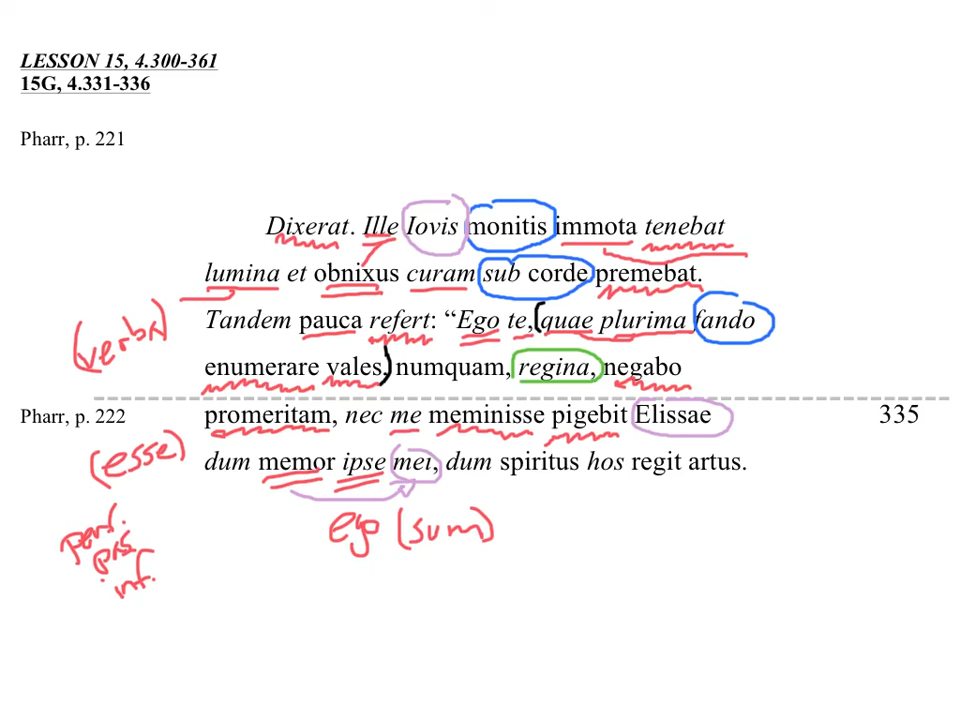 LESSON 15, 4.300-361
15G, 4.331-336
Pharr, p. 221
Dixerat. Ille Iovis monitis immota tenebat
lumina et obnixus curam sub corde premebat.
Tandem pauca refert: “Ego te, quae plurima fando
(verba)
enumerare vales, numquam, regina, negabo
Pharr, p. 222
promeritam, nec me meminisse pigebit Elissae
335
(esse)
dum memor ipse mei, dum spiritus hos regit artus.
ego (sum)
inf.